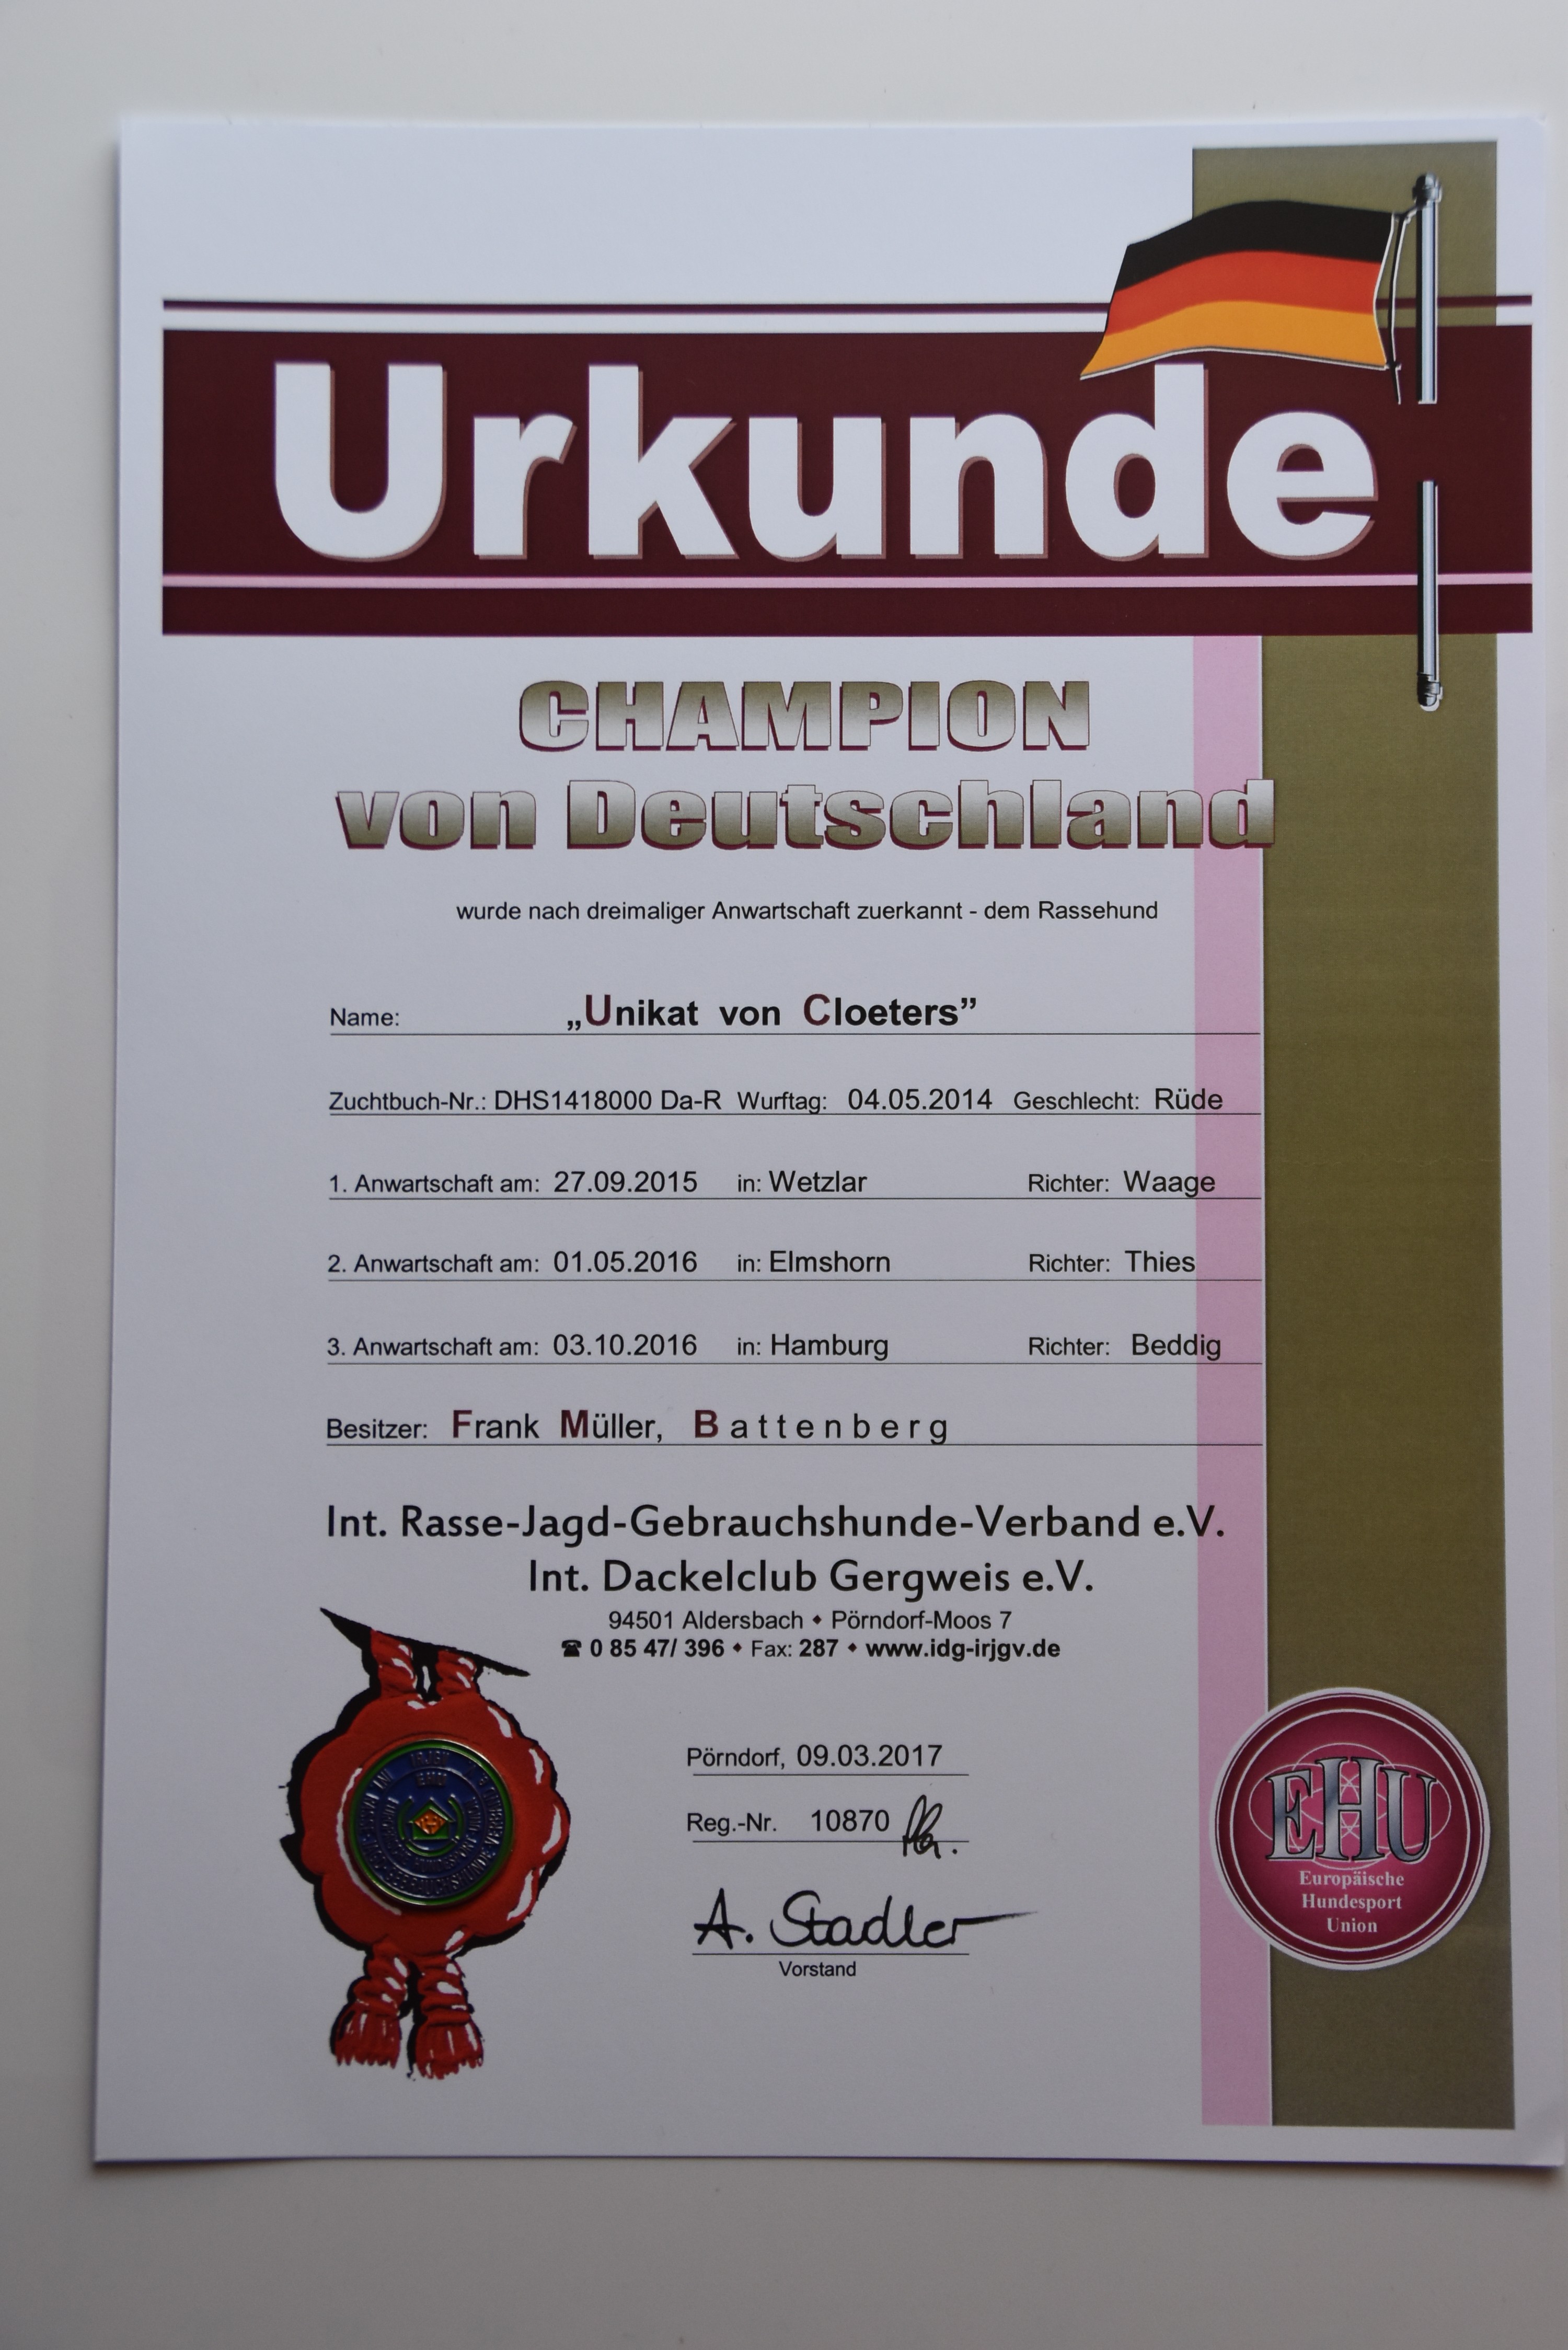 Urkunde
CHAMPION
von Deutschland
wurde nach dreimaliger Anwartschaft zuerkannt - dem Rassehund
Name: „Unikat von Cloeters”
Zuchtbuch-Nr.: DHS1418000 Da-R Wurftag: 04.05.2014 Geschlecht: Rüde
1. Anwartschaft am: 27.09.2015 in: Wetzlar Richter: Waage
2. Anwartschaft am: 01.05.2016 in: Elmshorn Richter: Thies
3. Anwartschaft am: 03.10.2016 in: Hamburg Richter: Beddig
Besitzer: Frank Müller, Battenberg
Int. Rasse-Jagd-Gebrauchshunde-Verband e.V.
Int. Dackelclub Gergweis e.V.
94501 Aldersbach • Pörndorf-Moos 7
☎ 0 85 47/ 396 • Fax: 287 • www.idg-irjgv.de
Pörndorf, 09.03.2017
Reg.-Nr. 10870
A. Stadler
Vorstand
EHU
Europäische
Hundesport
Union